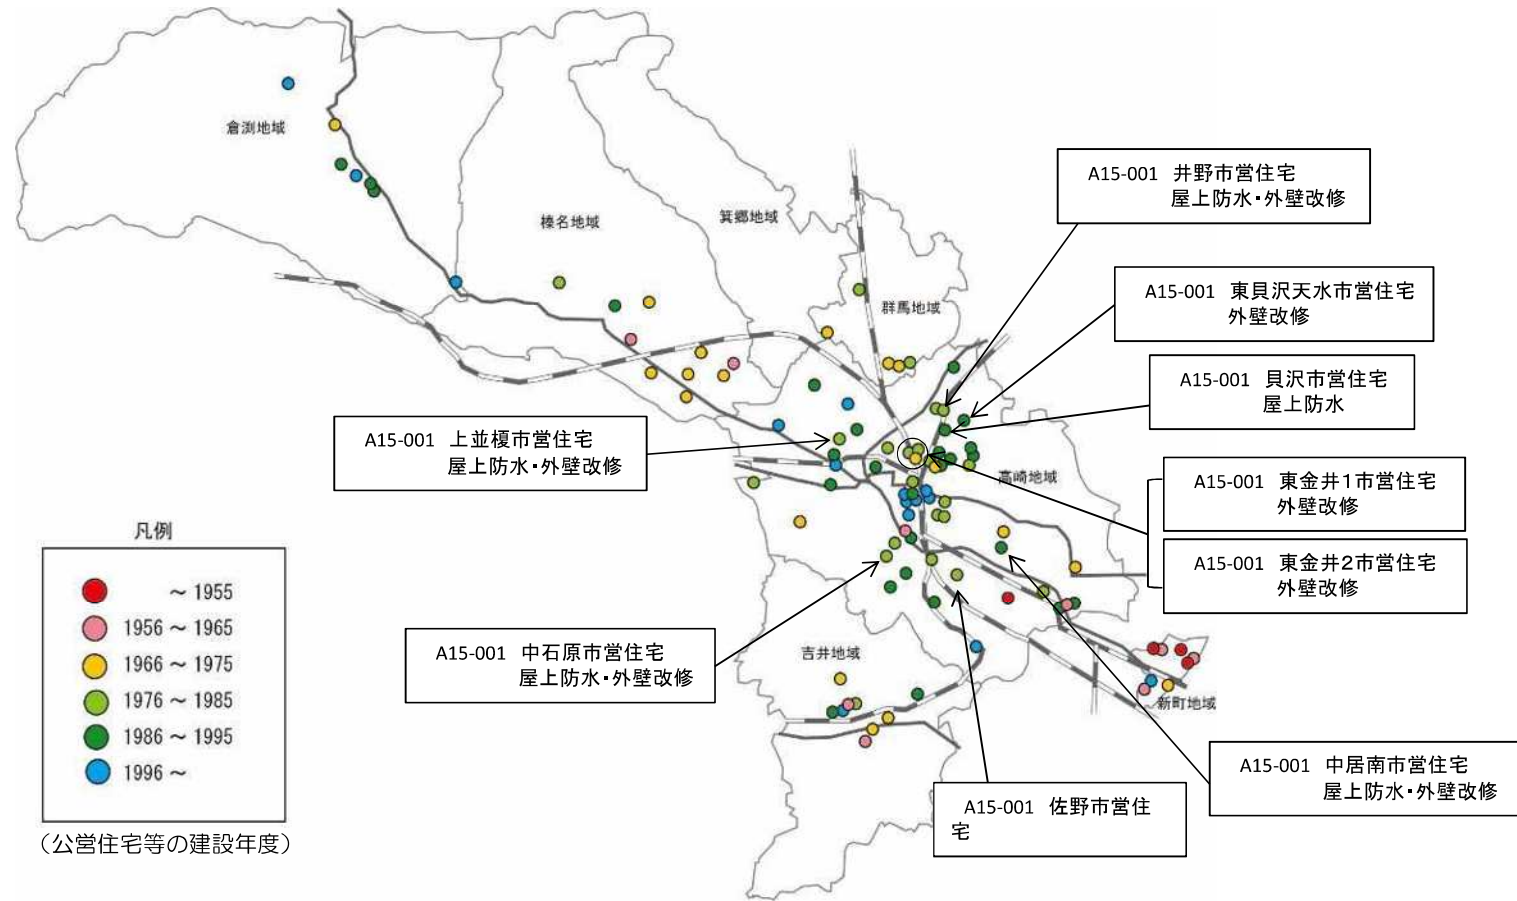 倉渕地域
榛名地域
箕郷地域
群馬地域
高崎地域
吉井地域
新町地域
A15-001 井野市営住宅
屋上防水・外壁改修
A15-001 東貝沢天水市営住宅
外壁改修
A15-001 貝沢市営住宅
屋上防水
A15-001 上並榎市営住宅
屋上防水・外壁改修
A15-001 東金井1市営住宅
外壁改修
A15-001 東金井2市営住宅
外壁改修
A15-001 中石原市営住宅
屋上防水・外壁改修
A15-001 中居南市営住宅
屋上防水・外壁改修
A15-001 佐野市営住
宅
凡例
～1955
1956～1965
1966～1975
1976～1985
1986～1995
1996～
（公営住宅等の建設年度）